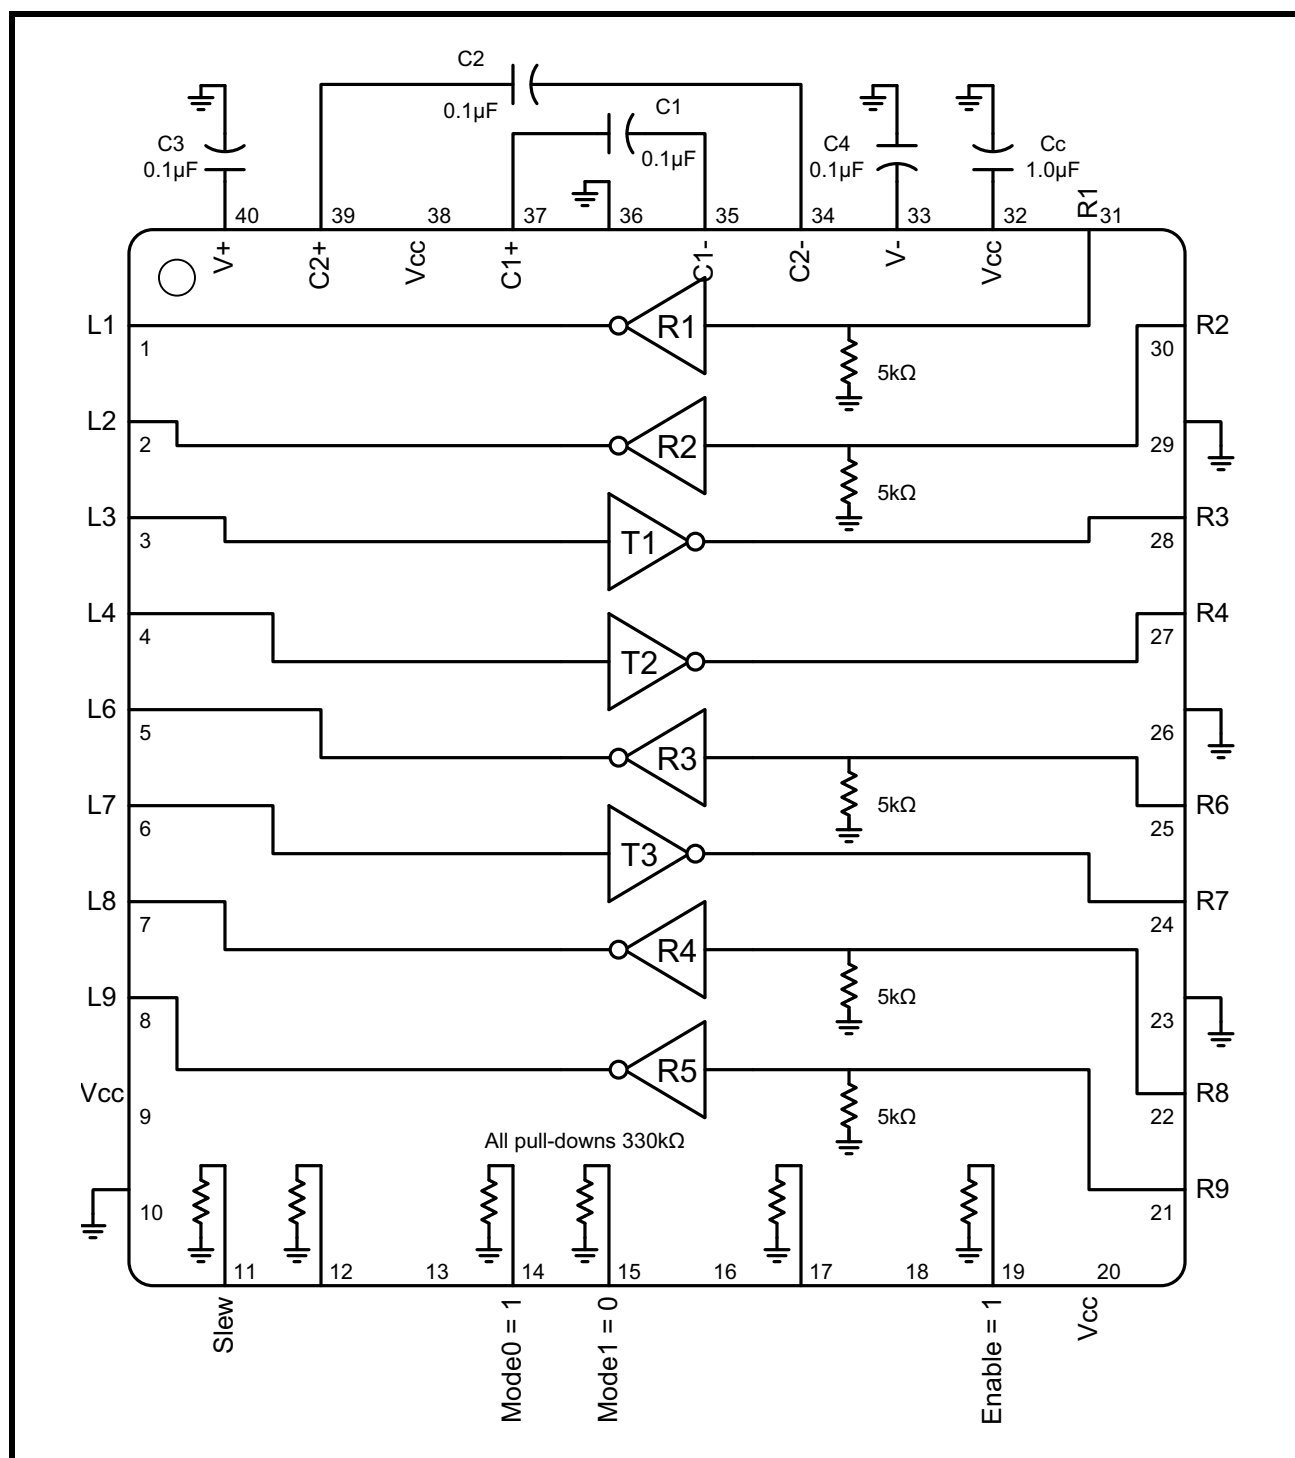 C2
0.1µF
C1
0.1µF
C3
0.1µF
C4
0.1µF
Cc
1.0µF
40
39
38
37
36
35
34
33
32
R1
31
V+
C2+
Vcc
C1+
C1-
C2-
V-
Vcc
L1
1
R1
5kΩ
30
R2
L2
2
R2
5kΩ
29
L3
3
T1
28
R3
L4
4
T2
27
R4
L6
5
R3
5kΩ
26
25
R6
L7
6
T3
24
R7
L8
7
R4
5kΩ
23
L9
8
R5
5kΩ
22
R8
Vcc
9
All pull-downs 330kΩ
10
21
R9
11
12
13
14
15
16
17
18
19
20
Slew
Mode0 = 1
Mode1 = 0
Enable = 1
Vcc